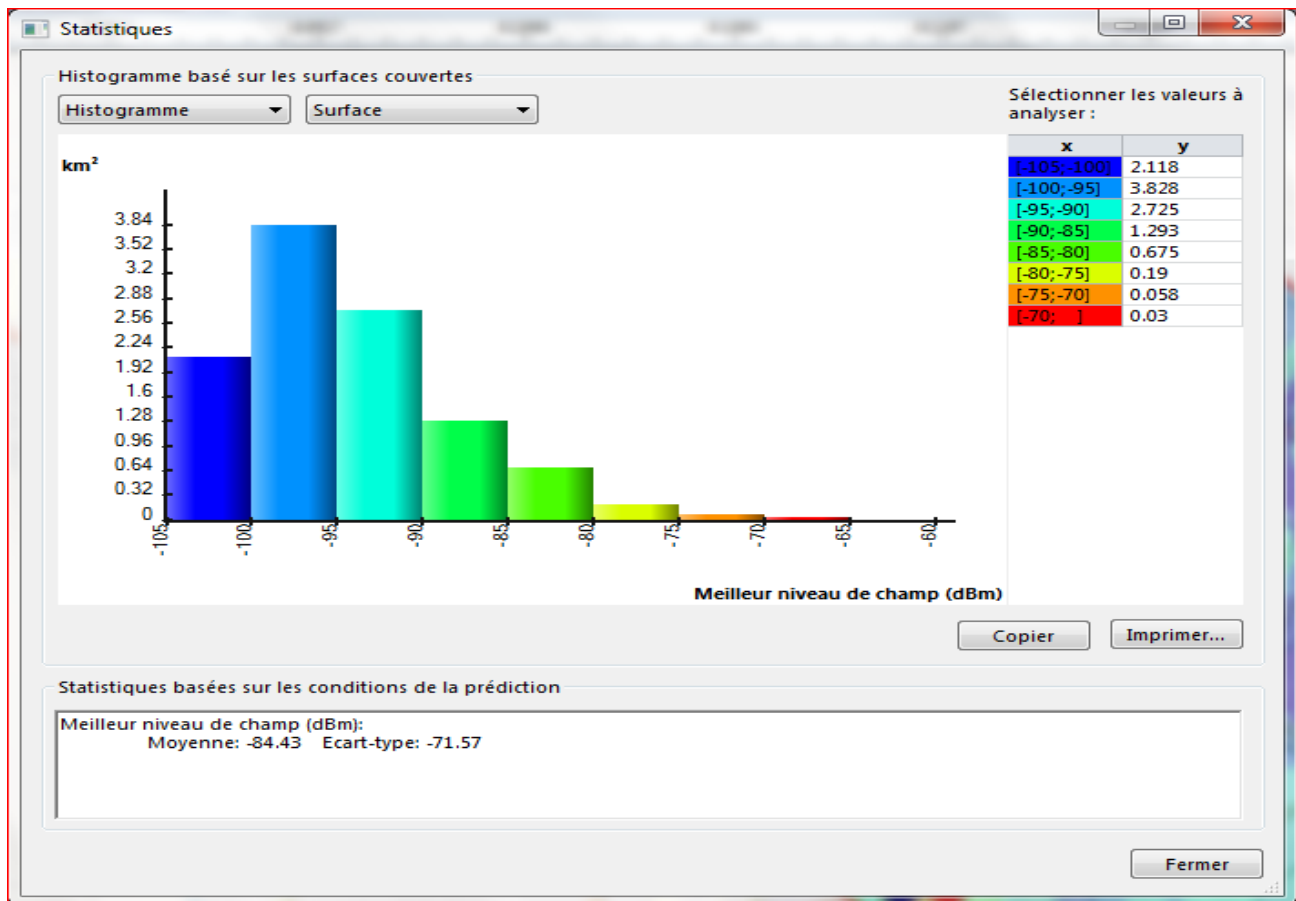 Statistiques
Histogramme basé sur les surfaces couvertes
Histogramme Surface
Sélectionner les valeurs à
analyser :
x y
[-105;-100] 2.118
[-100;-95] 3.828
[-95;-90] 2.725
[-90;-85] 1.293
[-85;-80] 0.675
[-80;-75] 0.19
[-75;-70] 0.058
[-70; ] 0.03
km²
3.84
3.52
3.2
2.88
2.56
2.24
1.92
1.6
1.28
0.96
0.64
0.32
0
-105 -100 -95 -90 -85 -80 -75 -70 -65 -60
Meilleur niveau de champ (dBm)
Copier Imprimer...
Statistiques basées sur les conditions de la prédiction
Meilleur niveau de champ (dBm):
Moyenne: -84.43 Ecart-type: -71.57
Fermer